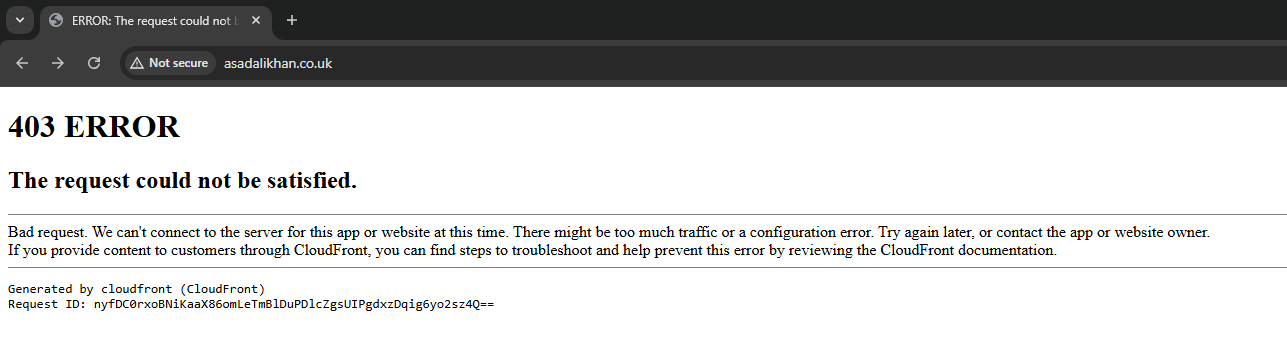 ERROR: The request could not b
Not secure
asadalikhan.co.uk
403 ERROR
The request could not be satisfied.
Bad request. We can't connect to the server for this app or website at this time. There might be too much traffic or a configuration error. Try again later, or contact the app or website owner.
If you provide content to customers through CloudFront, you can find steps to troubleshoot and help prevent this error by reviewing the CloudFront documentation.
Generated by cloudfront (CloudFront)
Request ID: nyfDC0rxoBNiKaaX86omLeTmBlDuPDlcZgsUIPgdxzDqig6yo2sz4Q==